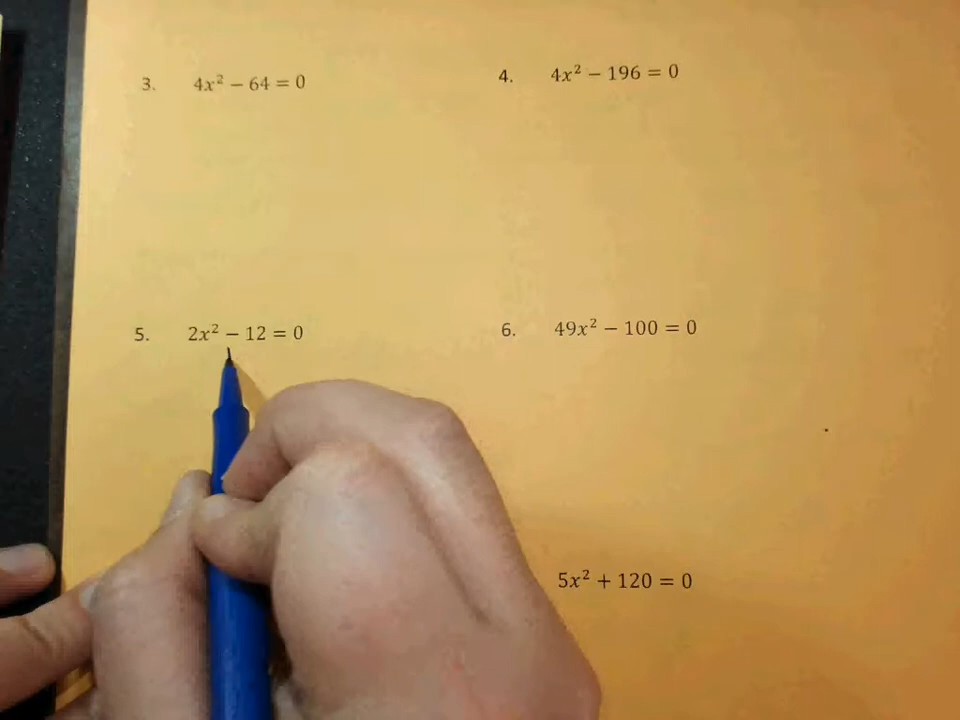 3. 4x² − 64 = 0
4. 4x² − 196 = 0
5. 2x² − 12 = 0
6. 49x² − 100 = 0
5x² + 120 = 0